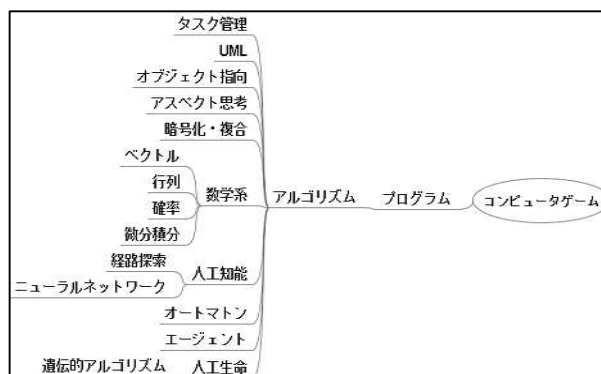 タスク管理
UML
オブジェクト指向
アスペクト思考
暗号化・複合
ベクトル
行列
確率
微分積分
数学系
経路探索
ニューラルネットワーク
人工知能
オートマトン
エージェント
遺伝的アルゴリズム
人工生命
アルゴリズム
プログラム
コンピュータゲーム